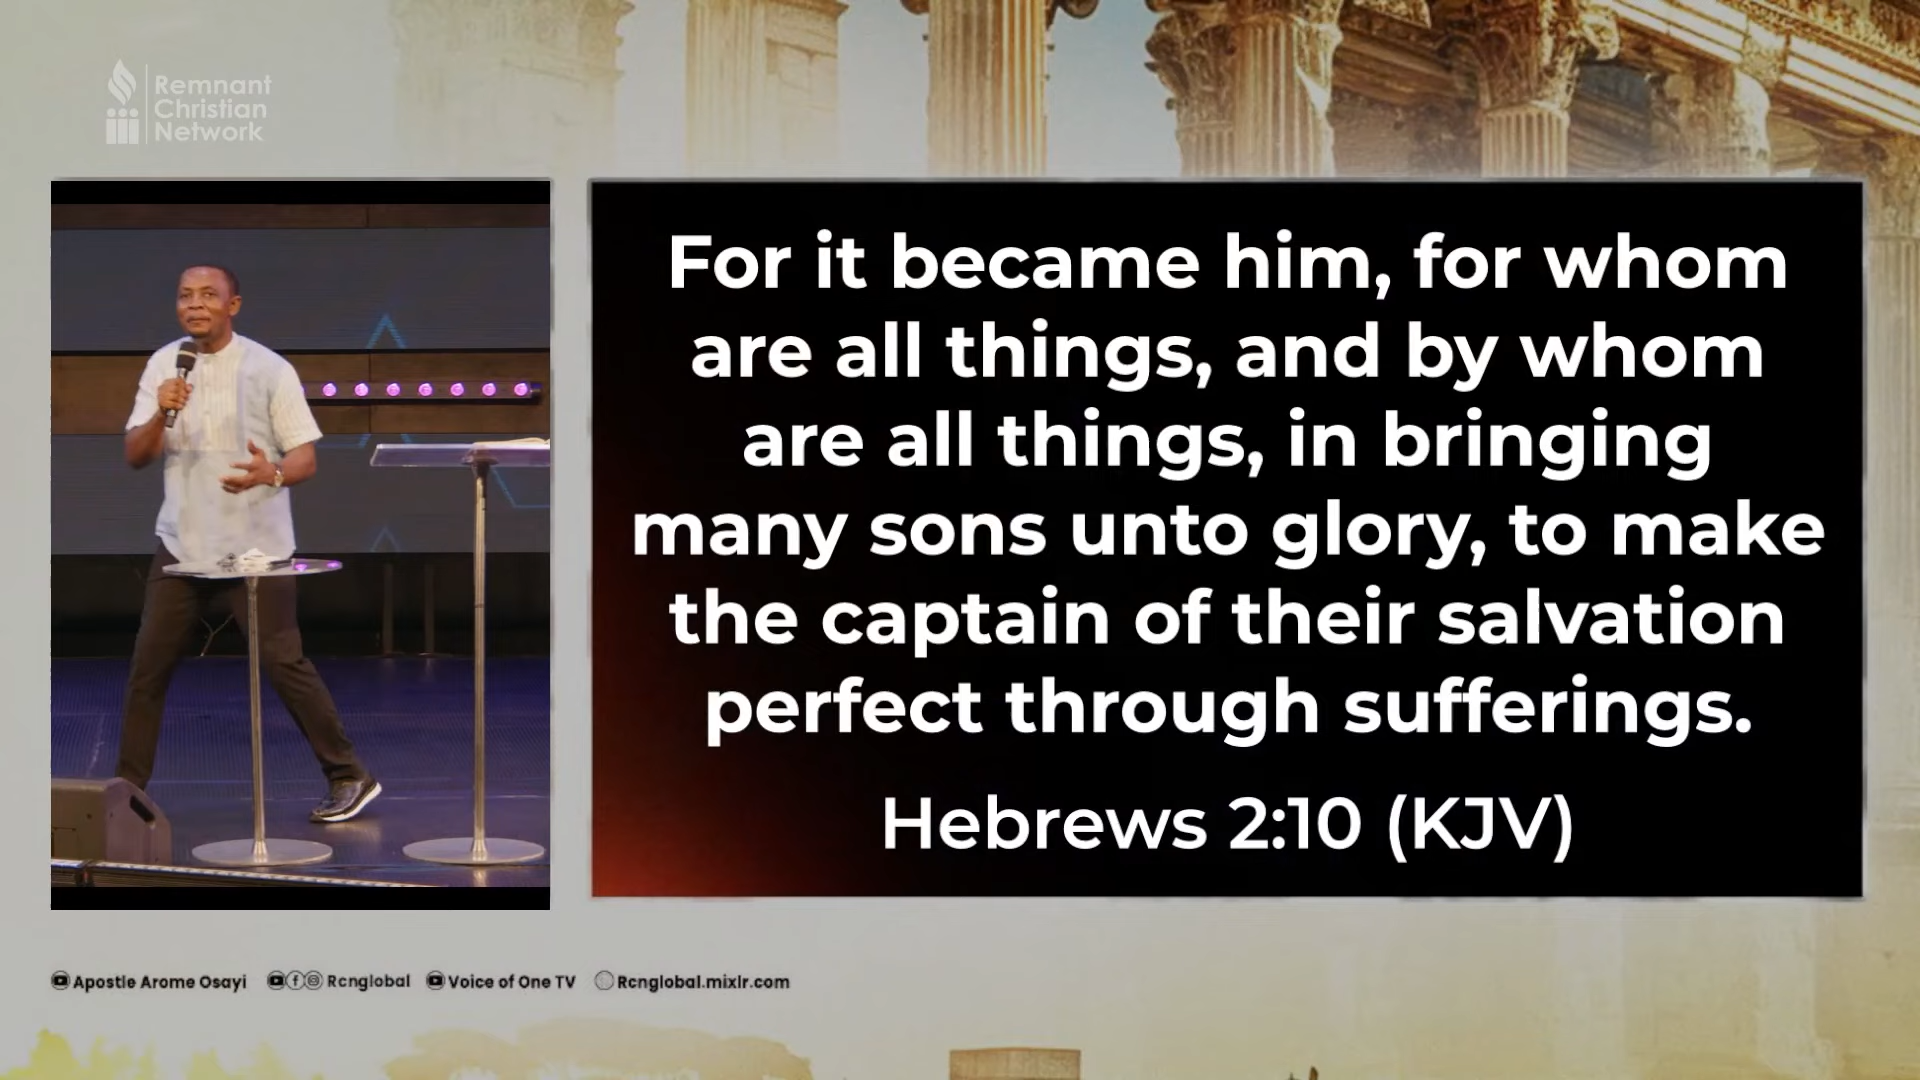 Remnant
Christian
Network
For it became him, for whom
are all things, and by whom
are all things, in bringing
many sons unto glory, to make
the captain of their salvation
perfect through sufferings.
Hebrews 2:10 (KJV)
Apostle Arome Osayi Rcnglobal Voice of One TV Rcnglobal.mixlr.com